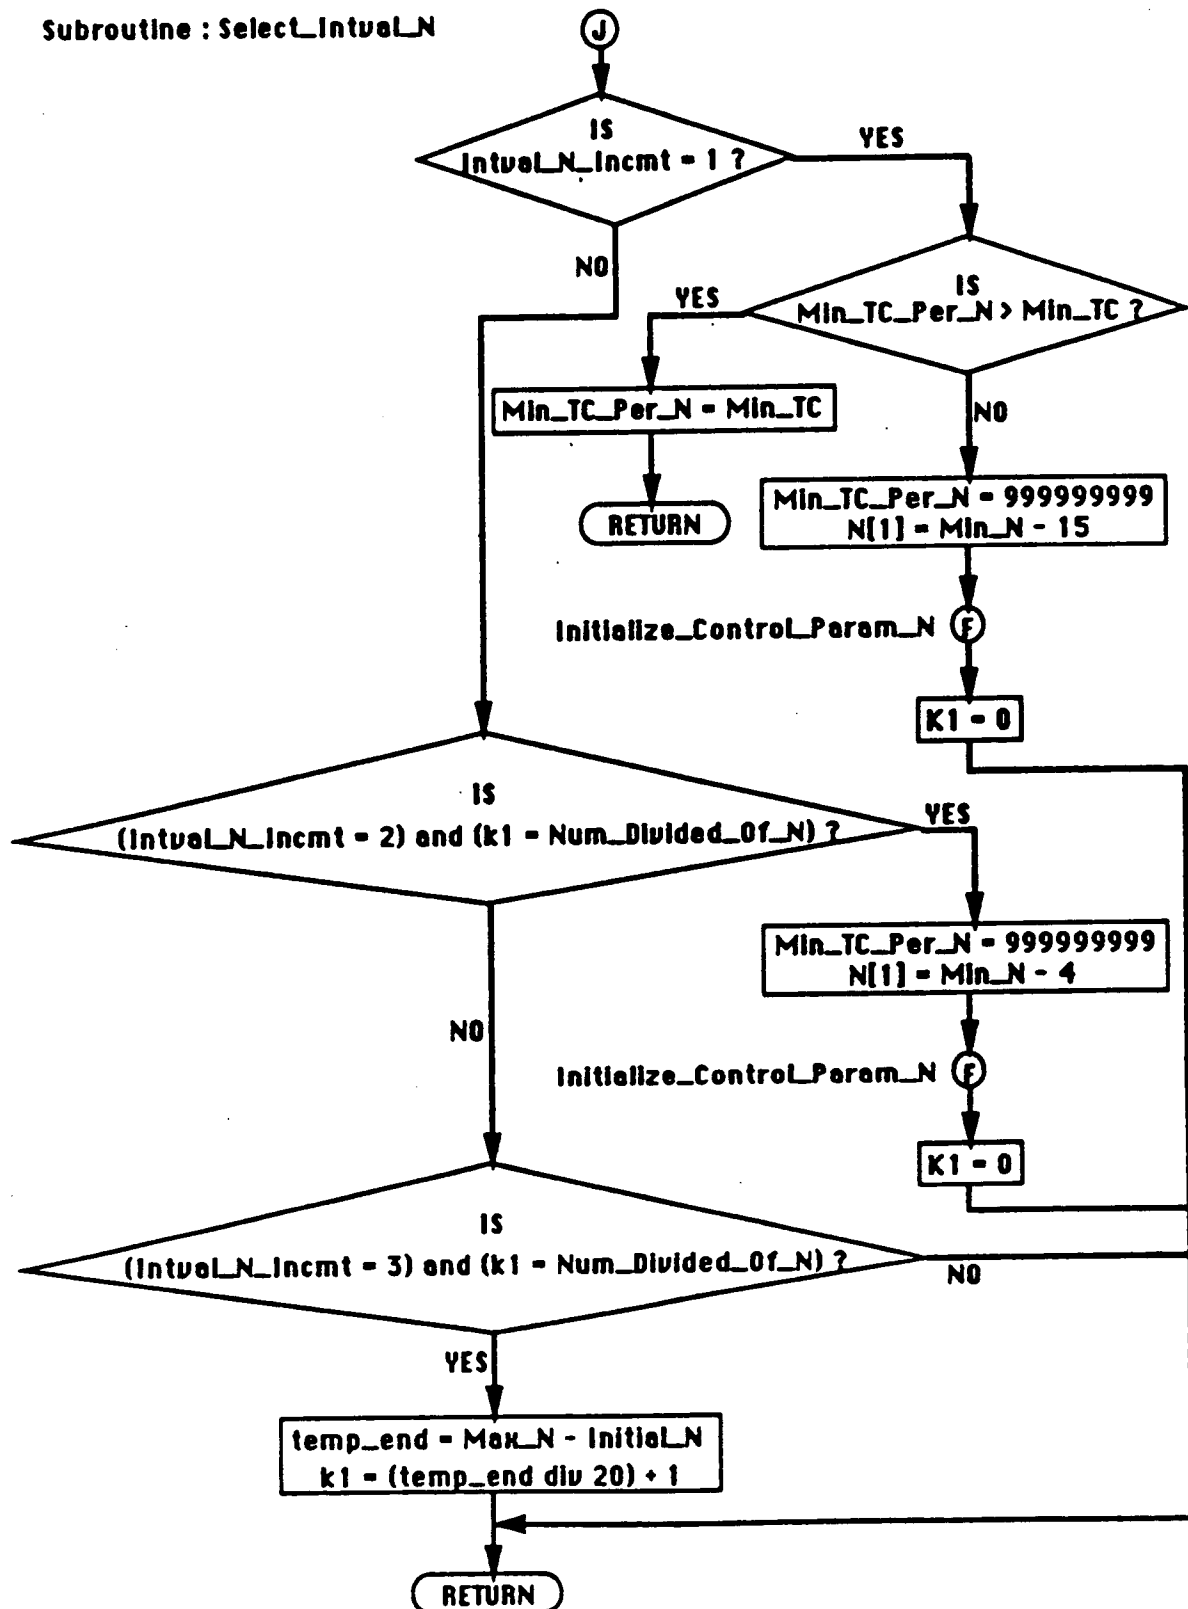 Subroutine : Select_Intval_N
J
IS
Intval_N_Incmt = 1 ?
YES
NO
IS
Min_TC_Per_N > Min_TC ?
YES
NO
Min_TC_Per_N = Min_TC
RETURN
Min_TC_Per_N = 999999999
N[1] = Min_N - 15
Initialize_Control_Param_N
F
K1 = 0
IS
(Intval_N_Incmt = 2) and (k1 = Num_Divided_Of_N) ?
YES
NO
Min_TC_Per_N = 999999999
N[1] = Min_N - 4
Initialize_Control_Param_N
F
K1 = 0
IS
(Intval_N_Incmt = 3) and (k1 = Num_Divided_Of_N) ?
NO
YES
temp_end = Max_N - Initial_N
k1 = (temp_end div 20) + 1
RETURN